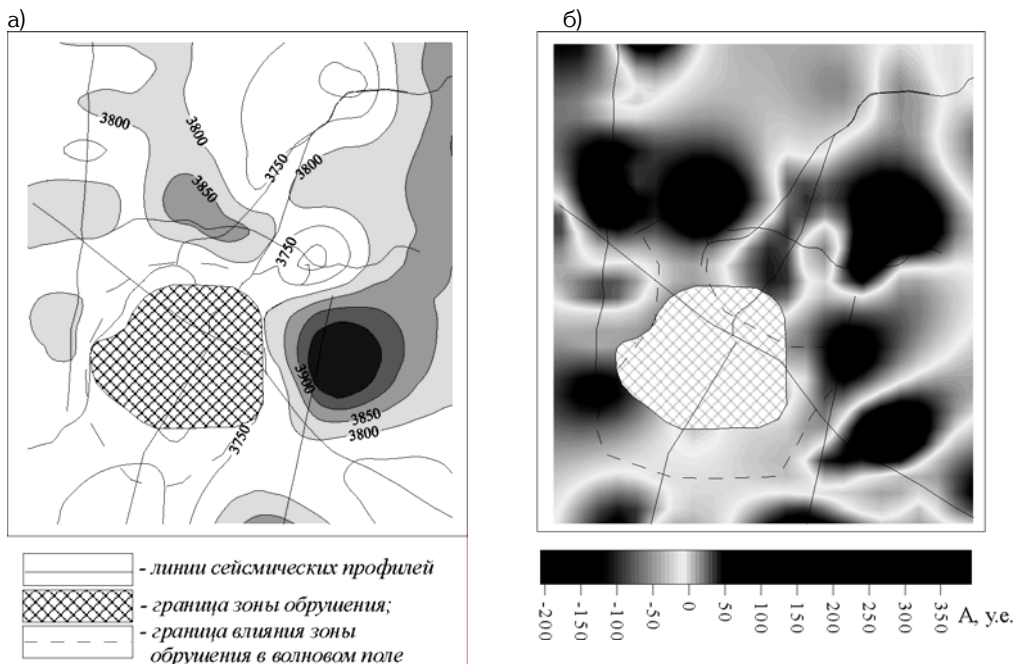 а)
б)
3800
3800
3750
3800
3850
3750
3900
3850
3800
3750
- линии сейсмических профилей
- граница зоны обрушения;
- граница влияния зоны
обрушения в волновом поле
-200 -150 -100 -50 0 50 100 150 200 250 300 350 А, у.е.